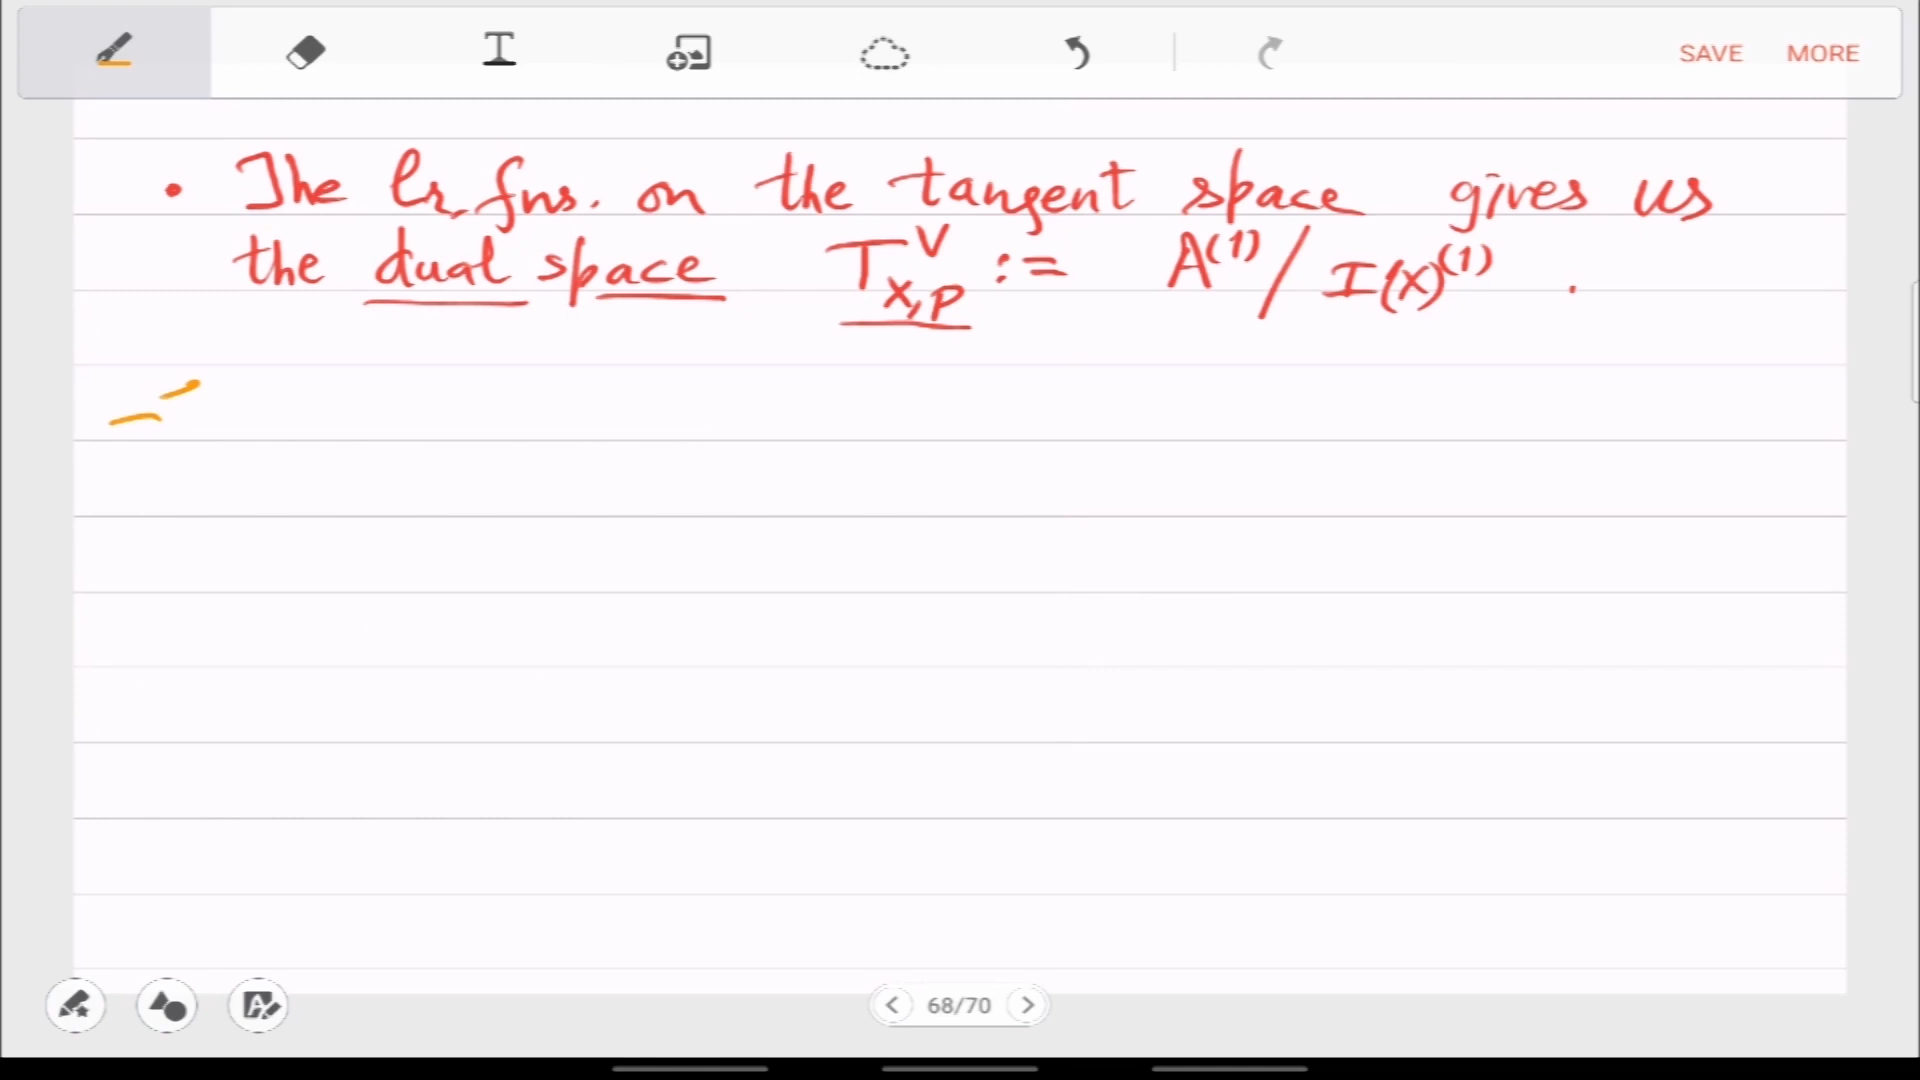 SAVE MORE
• The lr. fns. on the tangent space gives us
the dual space T^∨_{X,P} := A^{(1)} / I(X)^{(1)} .
68/70